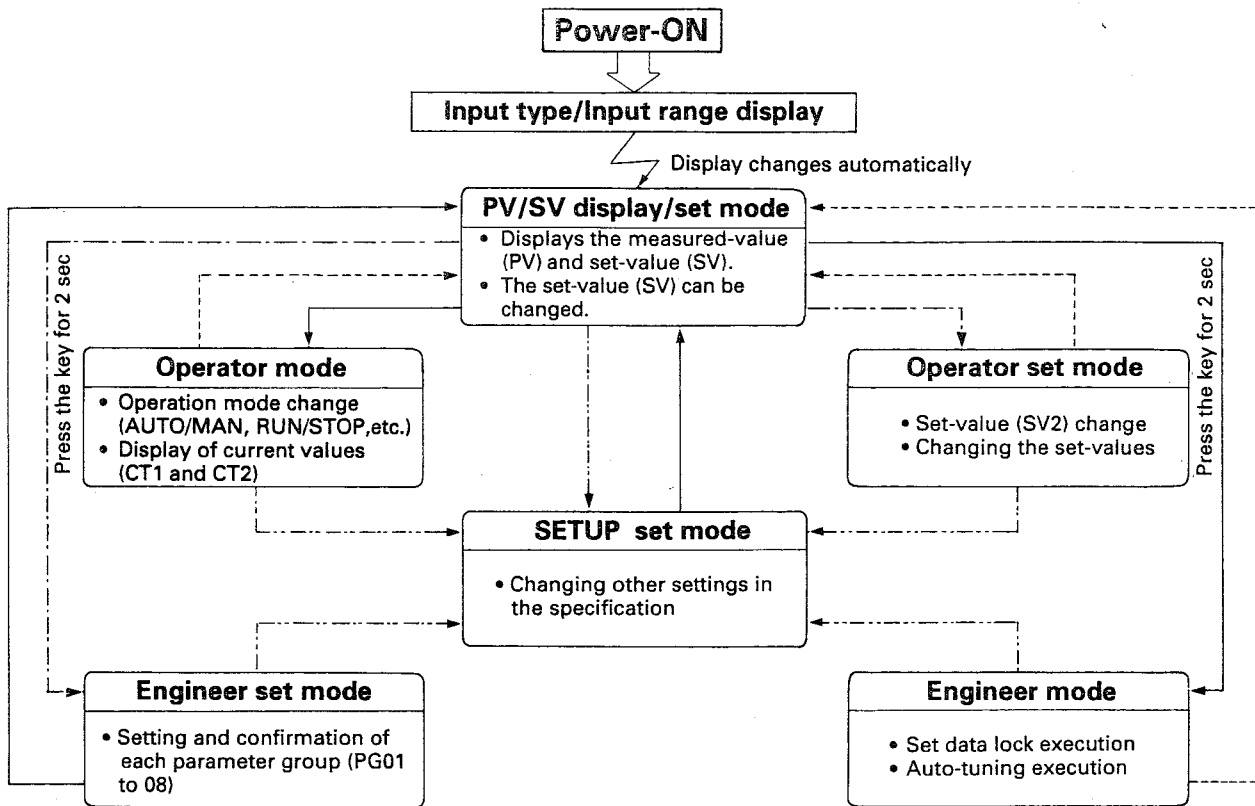 Power-ON
Input type/Input range display
Display changes automatically
PV/SV display/set mode
• Displays the measured-value
(PV) and set-value (SV).
• The set-value (SV) can be
changed.
Press the key for 2 sec
Press the key for 2 sec
Operator mode
• Operation mode change
(AUTO/MAN, RUN/STOP,etc.)
• Display of current values
(CT1 and CT2)
Operator set mode
• Set-value (SV2) change
• Changing the set-values
SETUP set mode
• Changing other settings in
the specification
Engineer set mode
• Setting and confirmation of
each parameter group (PG01
to 08)
Engineer mode
• Set data lock execution
• Auto-tuning execution